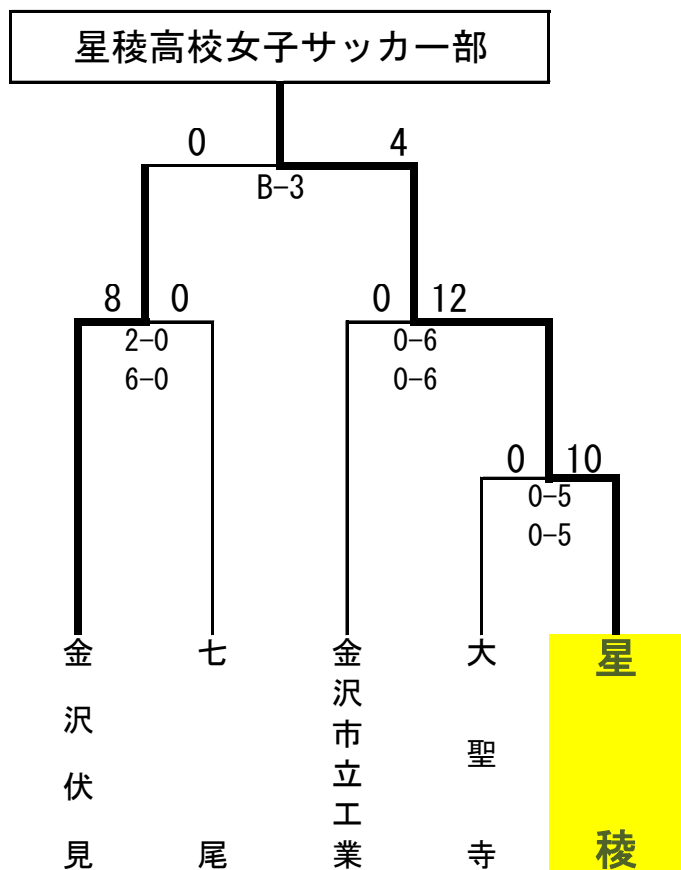 星稜高校女子サッカー部
0 4
B-3
8 0 0 12
2-0 0-6
6-0 0-6
0 10
0-5
0-5
金沢伏見
七尾
金沢市立工業
大聖寺
星稜